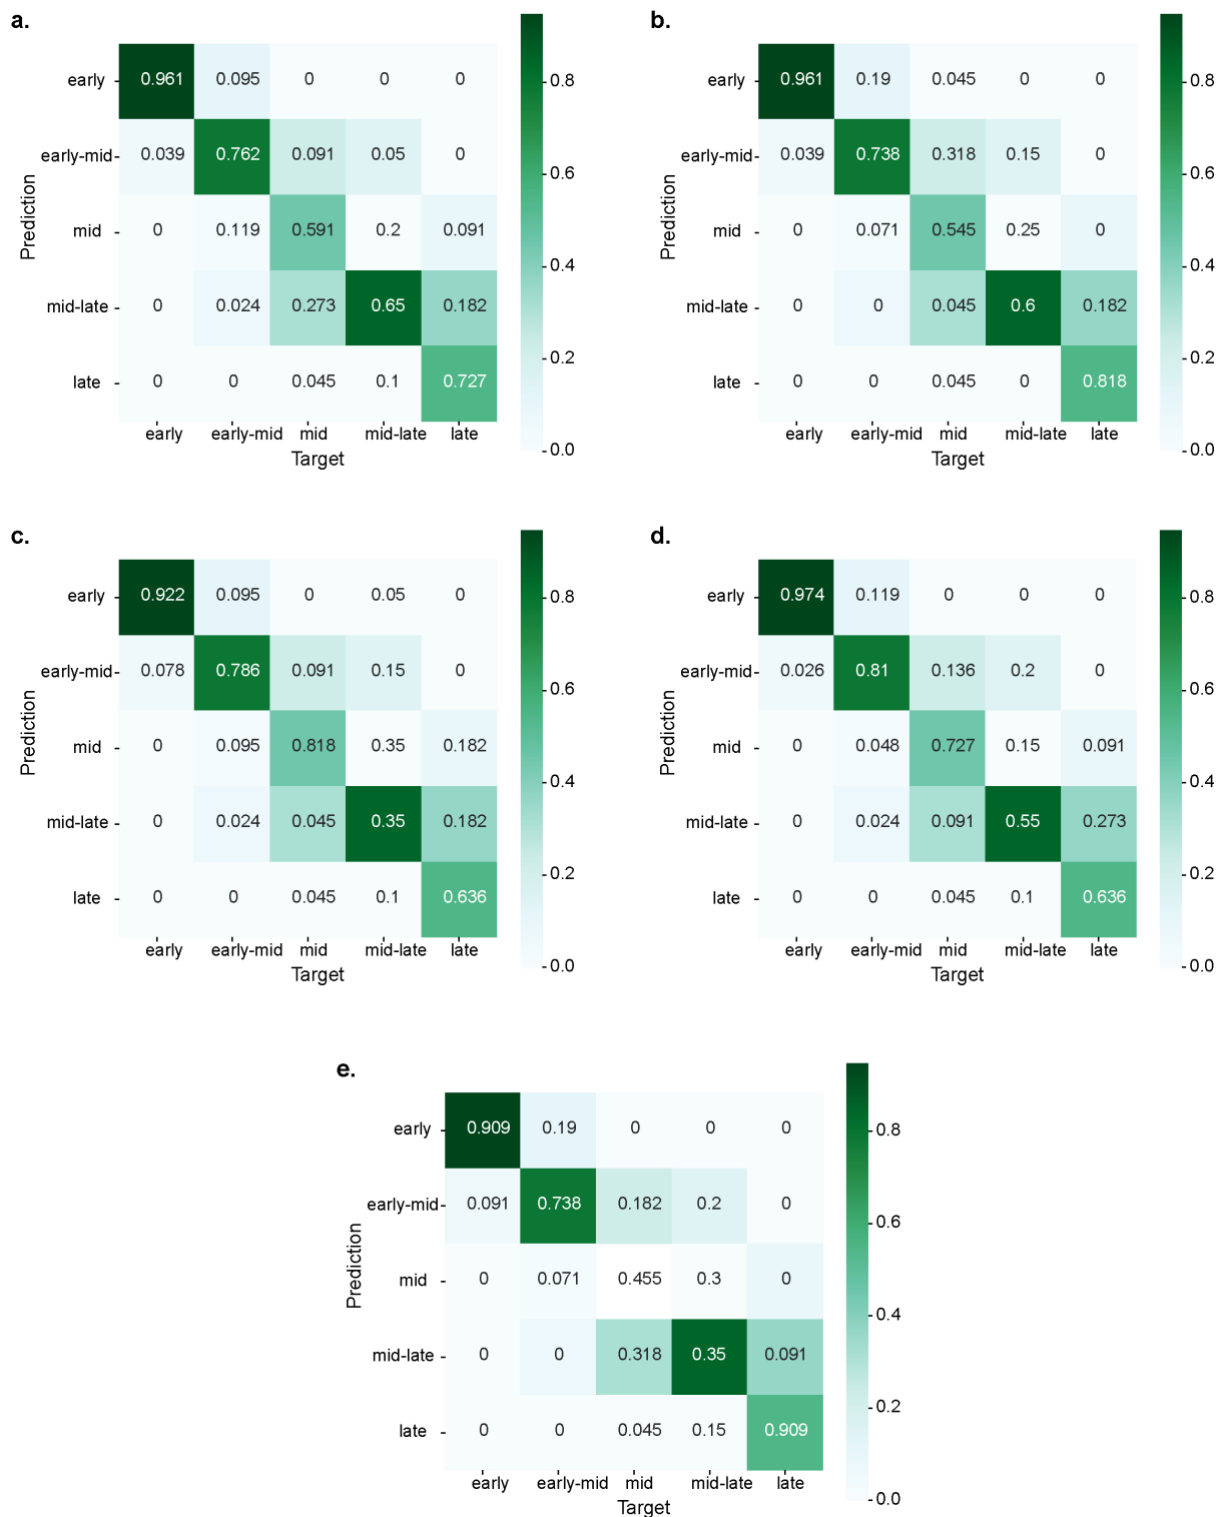 a.
early 0.961 0.095 0 0 0
0.8
early-mid 0.039 0.762 0.091 0.05 0
0.6
mid 0 0.119 0.591 0.2 0.091
0.4
mid-late 0 0.024 0.273 0.65 0.182
0.2
late 0 0 0.045 0.1 0.727
0.0
early early-mid mid mid-late late
Target
Prediction
b.
early 0.961 0.19 0.045 0 0
0.8
early-mid 0.039 0.738 0.318 0.15 0
0.6
mid 0 0.071 0.545 0.25 0
0.4
mid-late 0 0 0.045 0.6 0.182
0.2
late 0 0 0.045 0 0.818
0.0
early early-mid mid mid-late late
Target
Prediction
c.
early 0.922 0.095 0 0.05 0
0.8
early-mid 0.078 0.786 0.091 0.15 0
0.6
mid 0 0.095 0.818 0.35 0.182
0.4
mid-late 0 0.024 0.045 0.35 0.182
0.2
late 0 0 0.045 0.1 0.636
0.0
early early-mid mid mid-late late
Target
Prediction
d.
early 0.974 0.119 0 0 0
0.8
early-mid 0.026 0.81 0.136 0.2 0
0.6
mid 0 0.048 0.727 0.15 0.091
0.4
mid-late 0 0.024 0.091 0.55 0.273
0.2
late 0 0 0.045 0.1 0.636
0.0
early early-mid mid mid-late late
Target
Prediction
e.
early 0.909 0.19 0 0 0
0.8
early-mid 0.091 0.738 0.182 0.2 0
0.6
mid 0 0.071 0.455 0.3 0
0.4
mid-late 0 0 0.318 0.35 0.091
0.2
late 0 0 0.045 0.15 0.909
0.0
early early-mid mid mid-late late
Target
Prediction